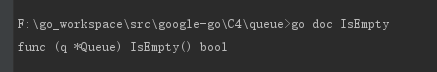 F:\go_workspace\src\google-go\C4\queue>go doc IsEmpty
func (q *Queue) IsEmpty() bool